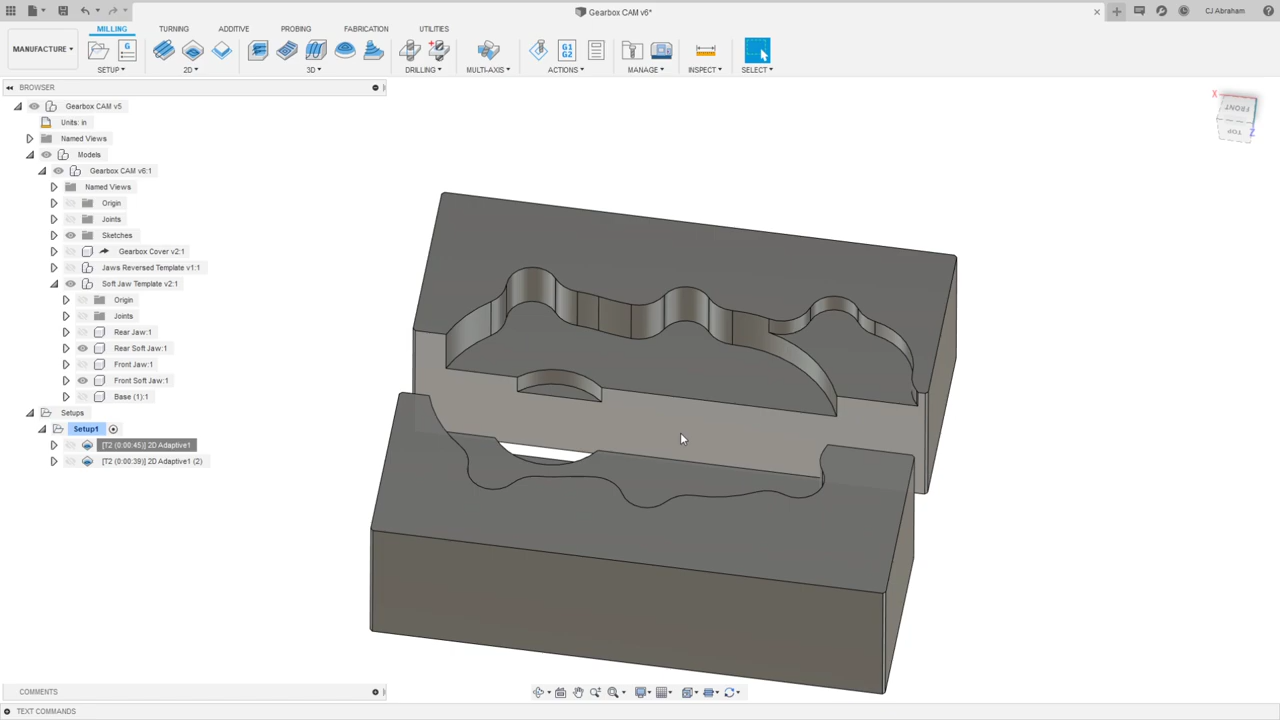 Gearbox CAM v6*
CJ Abraham
MILLING TURNING ADDITIVE PROBING FABRICATION UTILITIES
MANUFACTURE
G
G1
G2
SETUP 2D 3D DRILLING MULTI-AXIS ACTIONS MANAGE INSPECT SELECT
BROWSER
Gearbox CAM v5
Units: in
Named Views
Models
Gearbox CAM v6:1
Named Views
Origin
Joints
Sketches
Gearbox Cover v2:1
Jaws Reversed Template v1:1
Soft Jaw Template v2:1
Origin
Joints
Rear Jaw:1
Rear Soft Jaw:1
Front Jaw:1
Front Soft Jaw:1
Base (1):1
Setups
Setup1
[T2 (0:00:45)] 2D Adaptive1
[T2 (0:00:39)] 2D Adaptive1 (2)
X
FRONT
TOP
Z
COMMENTS
TEXT COMMANDS